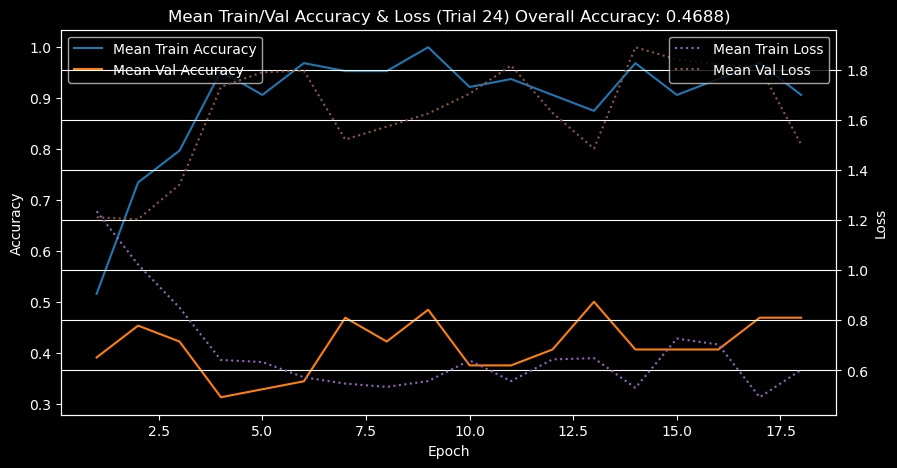 Mean Train/Val Accuracy & Loss (Trial 24) Overall Accuracy: 0.4688)
Mean Train Accuracy
Mean Val Accuracy
Mean Train Loss
Mean Val Loss
1.0
0.9
0.8
0.7
0.6
0.5
0.4
0.3
Accuracy
1.8
1.6
1.4
1.2
1.0
0.8
0.6
Loss
2.5 5.0 7.5 10.0 12.5 15.0 17.5
Epoch